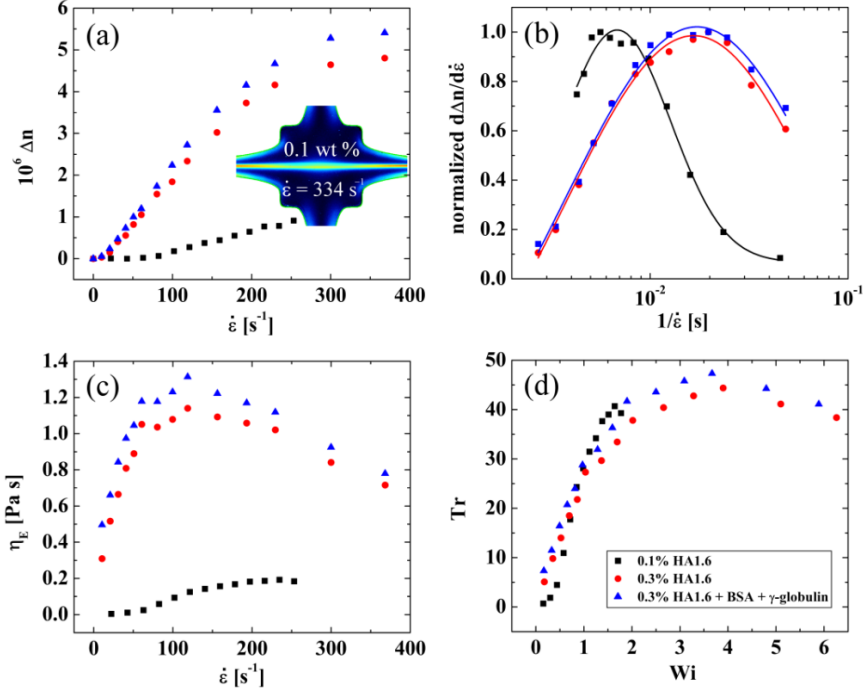 (a)
10⁶ Δn
6
5
4
3
2
1
0
0 100 200 300 400
ε̇ [s⁻¹]
0.1 wt %
ε̇ = 334 s⁻¹
(b)
normalized dΔn/dε̇
1.0
0.8
0.6
0.4
0.2
0.0
10⁻² 10⁻¹
1/ε̇ [s]
(c)
η_E [Pa s]
1.4
1.2
1.0
0.8
0.6
0.4
0.2
0.0
0 100 200 300 400
ε̇ [s⁻¹]
(d)
Tr
50
40
30
20
10
0
0 1 2 3 4 5 6
Wi
0.1% HA1.6
0.3% HA1.6
0.3% HA1.6 + BSA + γ-globulin